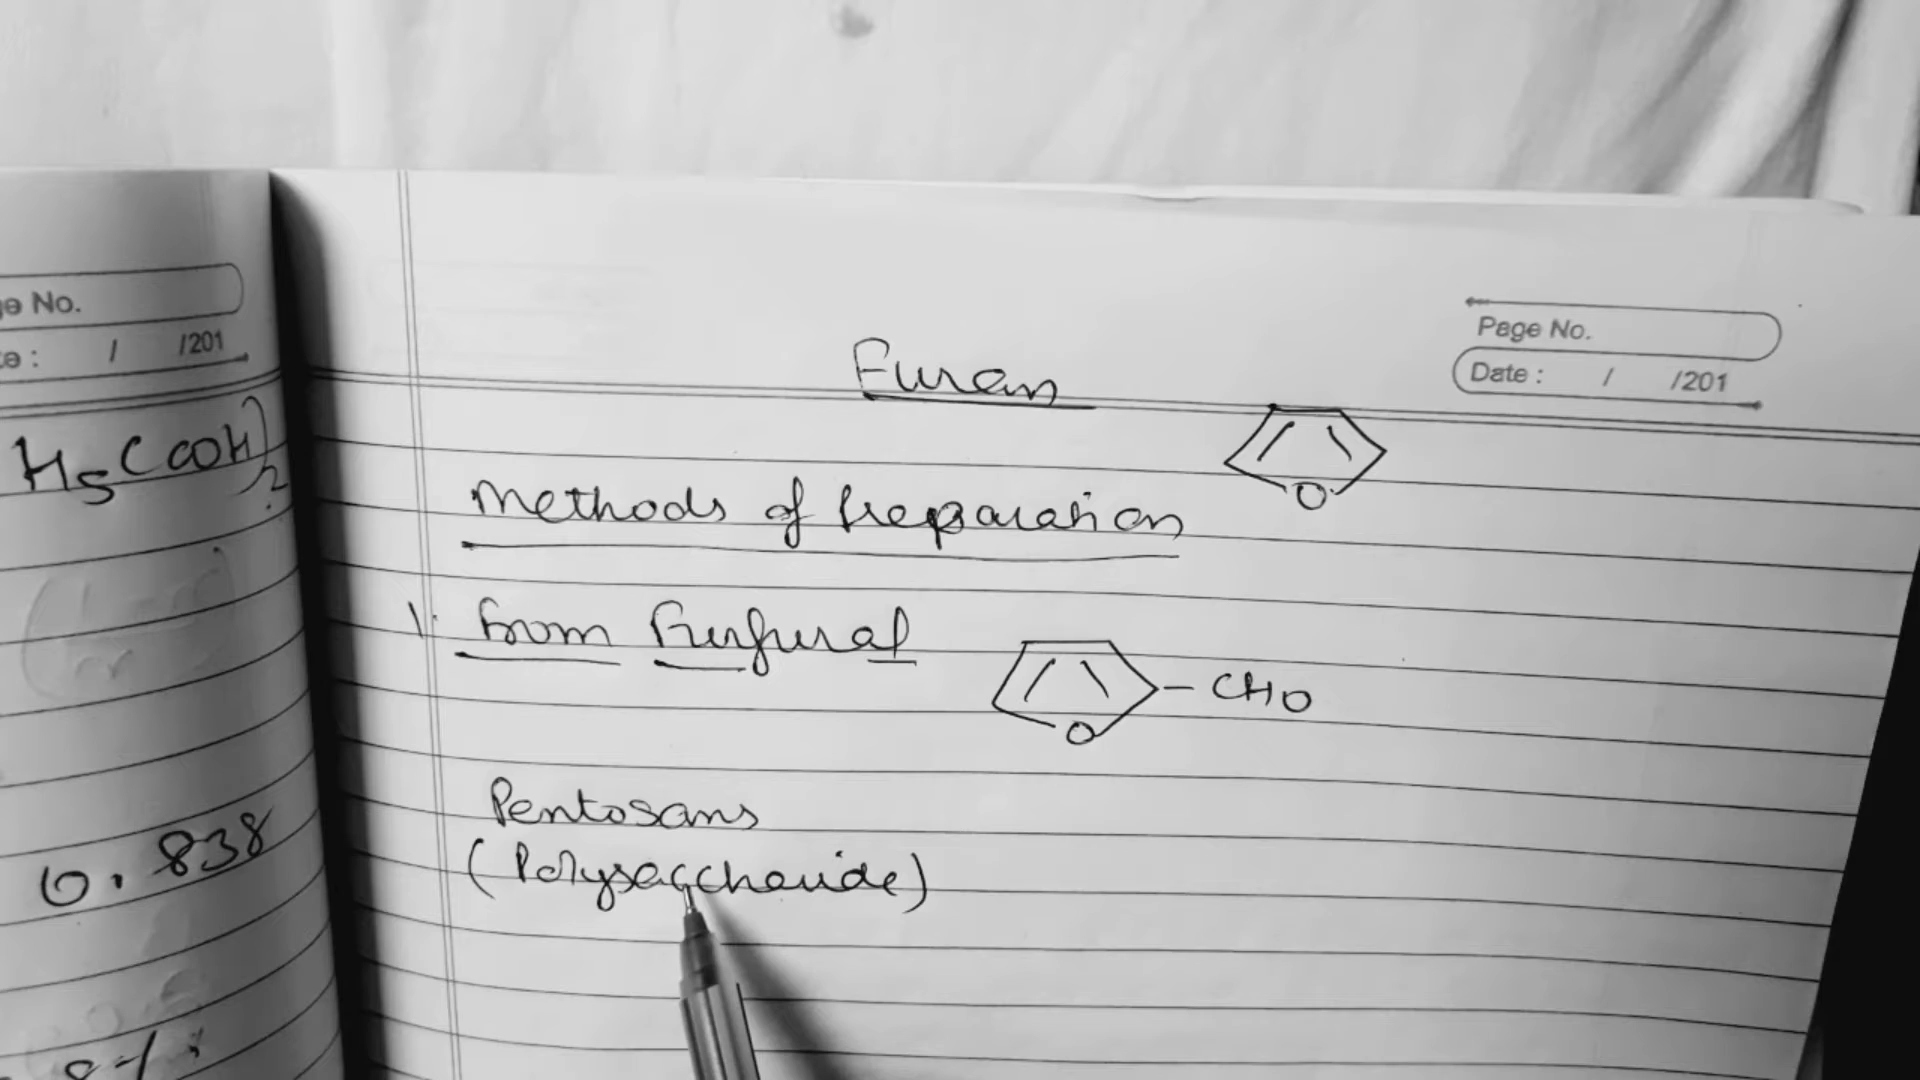 e No.
e : / /201
H5(COOH)2
0.838
Page No.
Date : / /201
Furan
O
Methods of Preparation
1. From Furfural
- CHO
O
Pentosans
(Polysaccharide)